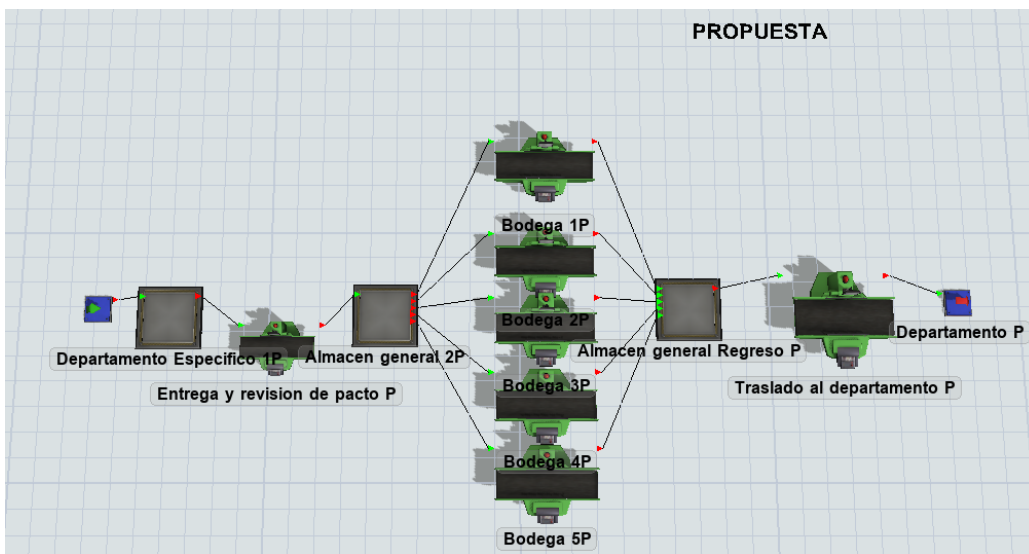 PROPUESTA
Bodega 1P
Bodega 2P
Departamento Específico 1P
Almacen general 2P
Almacen general Regreso P
Departamento P
Entrega y revision de pacto P
Bodega 3P
Traslado al departamento P
Bodega 4P
Bodega 5P